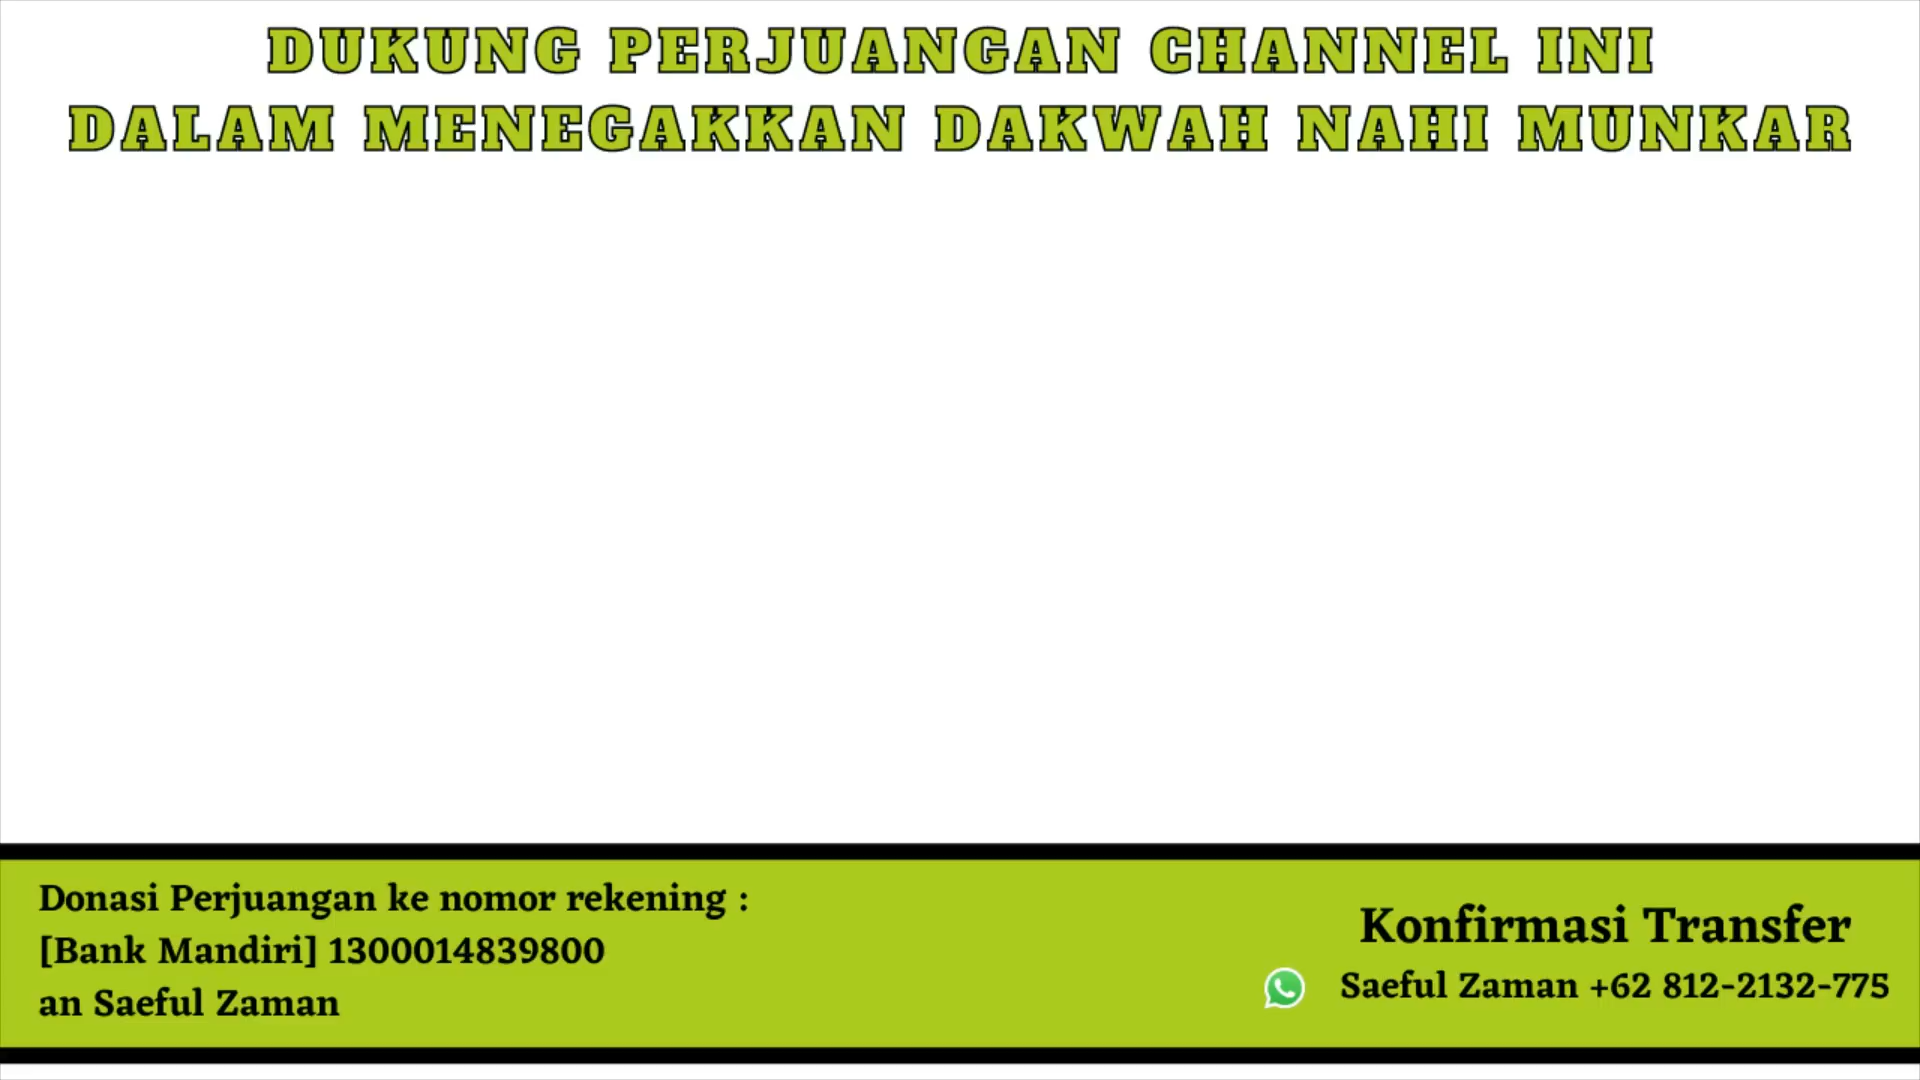 DUKUNG PERJUANGAN CHANNEL INI
DALAM MENEGAKKAN DAKWAH NAHI MUNKAR
Donasi Perjuangan ke nomor rekening :
[Bank Mandiri] 1300014839800
an Saeful Zaman
Konfirmasi Transfer
Saeful Zaman +62 812-2132-775